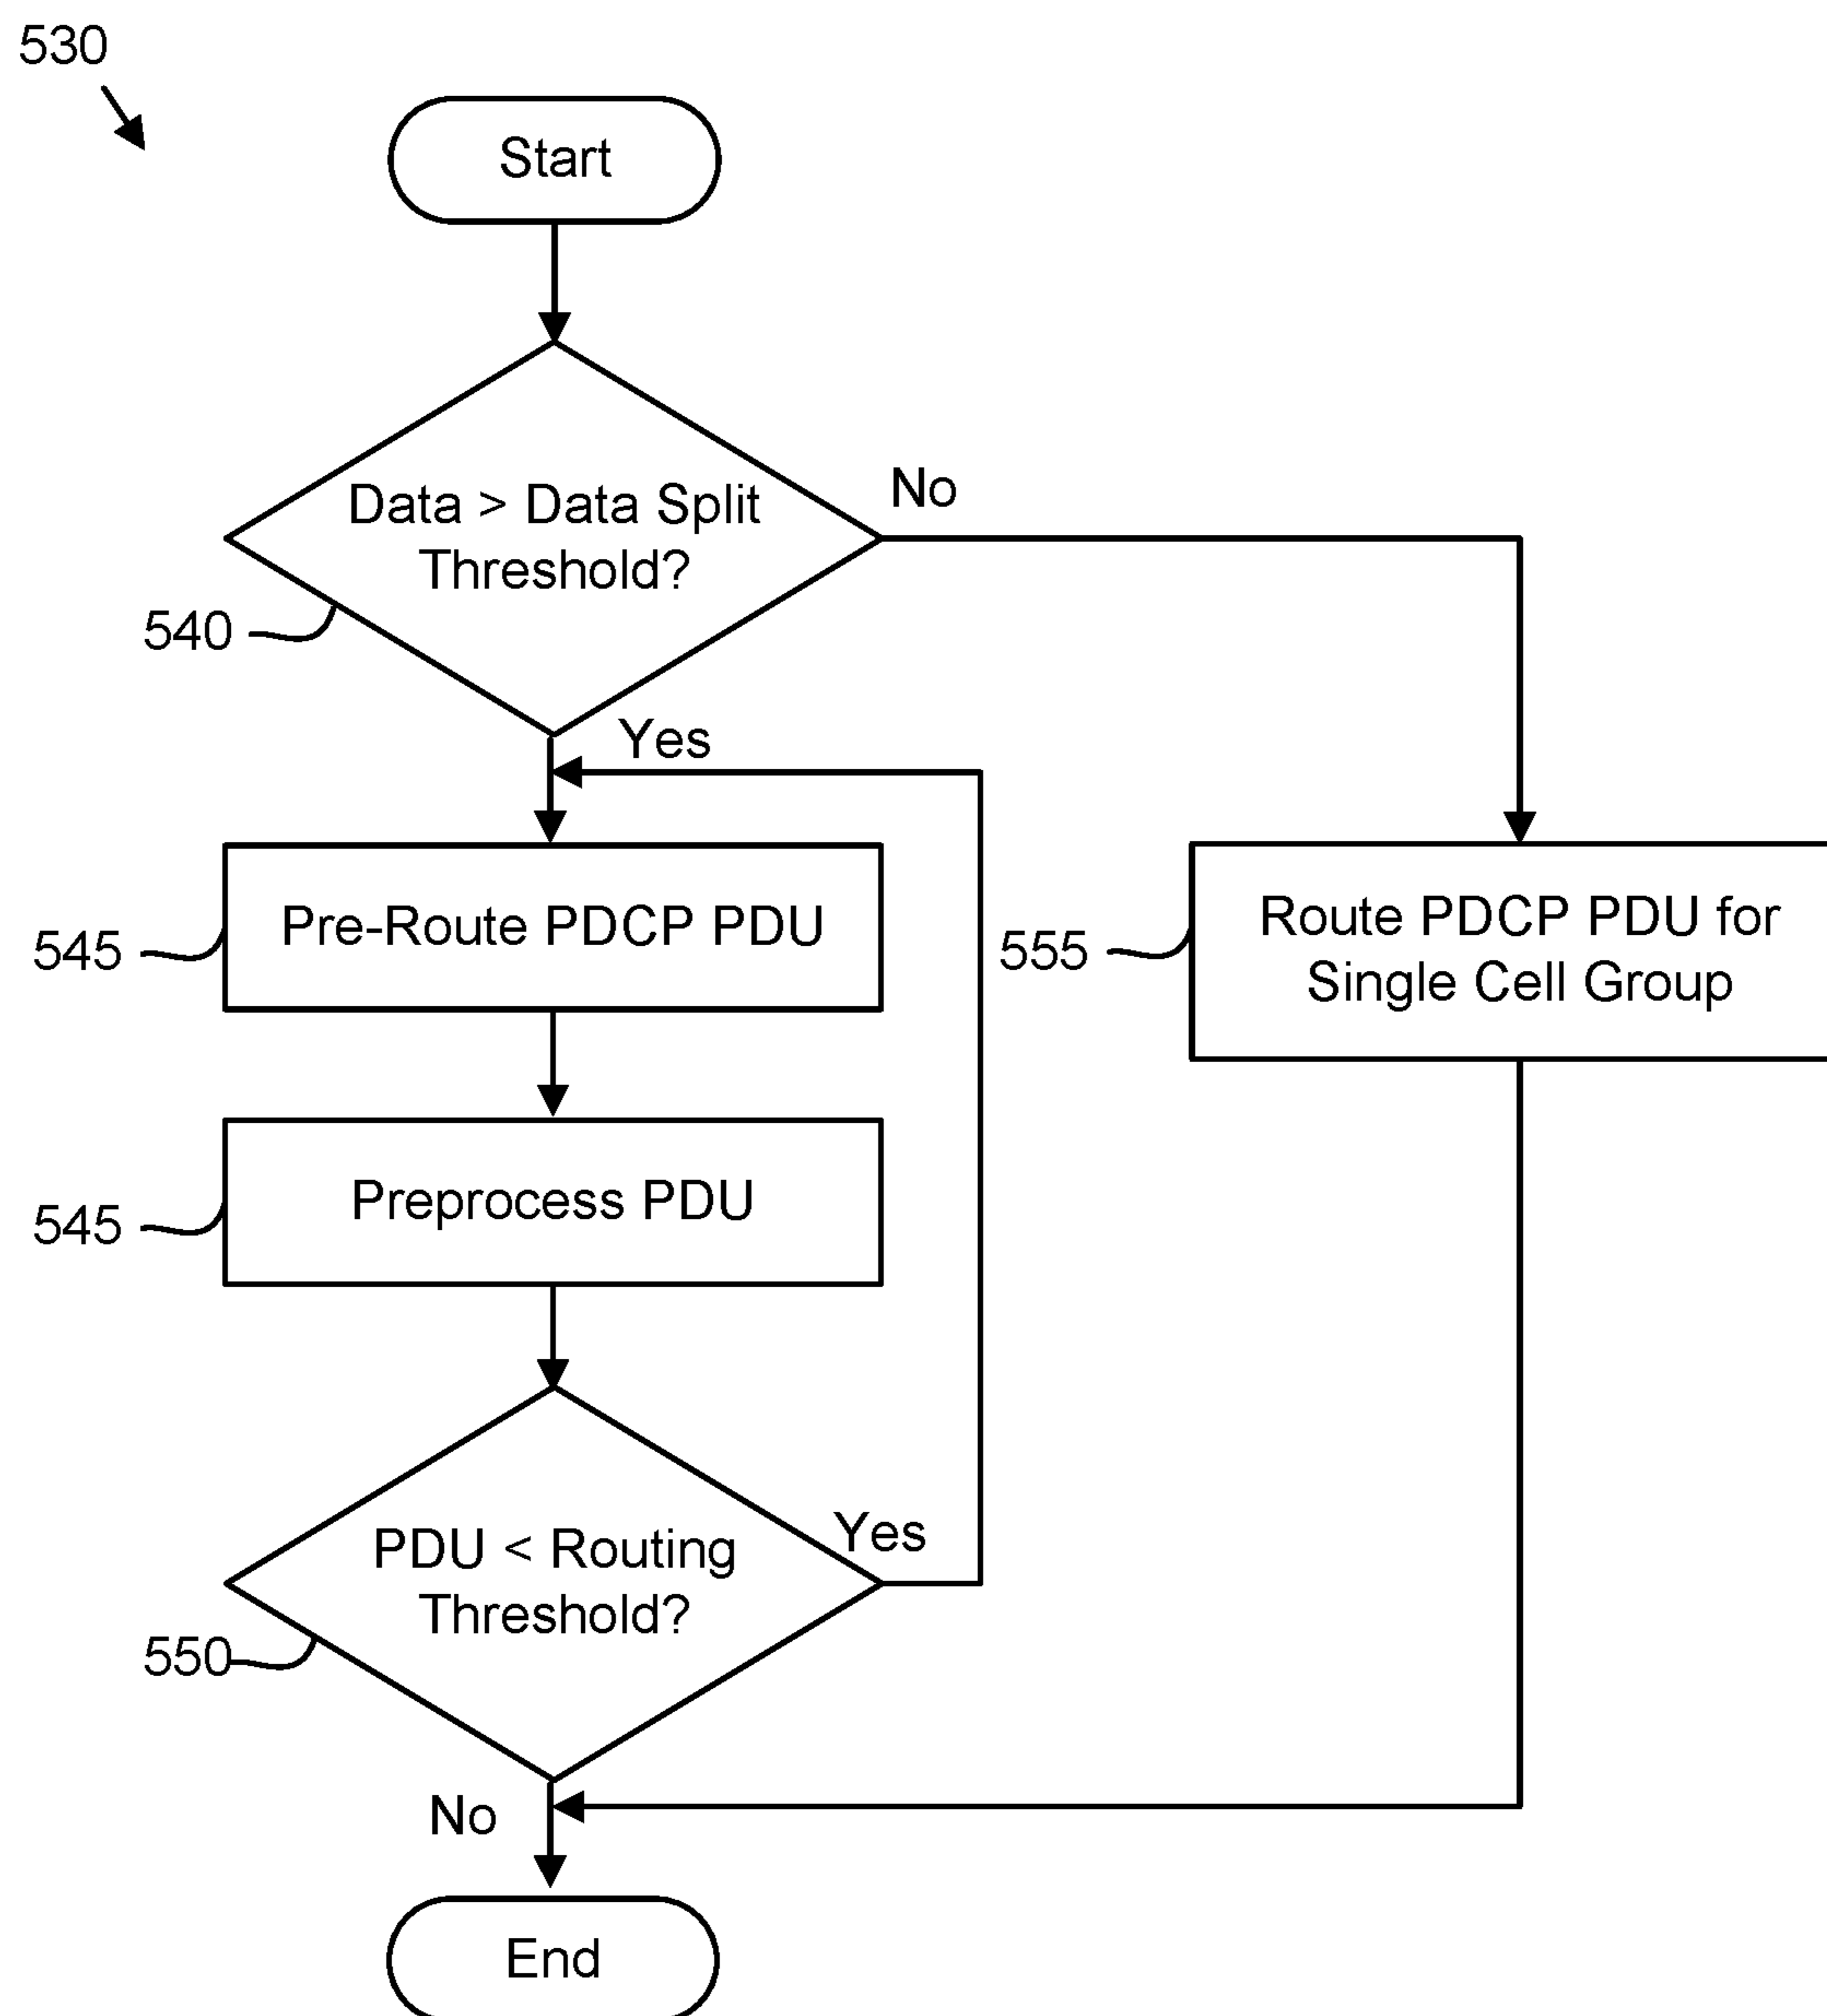 530
Start
Data > Data Split
Threshold?
No
540
Yes
Pre-Route PDCP PDU
545
Route PDCP PDU for
Single Cell Group
555
Preprocess PDU
545
PDU < Routing
Threshold?
Yes
550
No
End